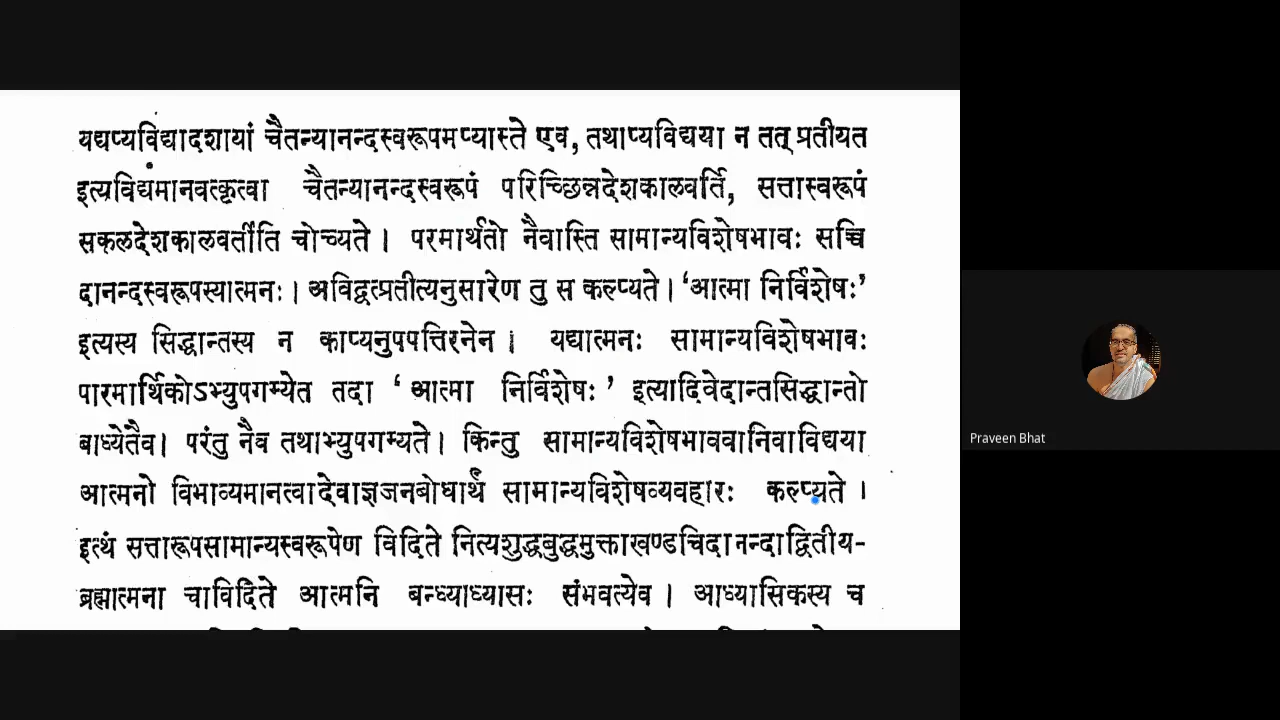 यद्यप्यविद्यादशायां चैतन्यानन्दस्वरूपमप्यास्ते एव, तथाप्यविद्यया न तत् प्रतीयत
इत्यविद्यमानवत्कृत्वा चैतन्यानन्दस्वरूपं परिच्छिन्नदेशकालवर्ति, सत्तास्वरूपं
सकलदेशकालवर्तीति चोच्यते । परमार्थतो नैवास्ति सामान्यविशेषभावः सच्चि
दानन्दस्वरूपस्यात्मनः । अविद्वत्प्रतीत्यनुसारेण तु स कल्प्यते । ‘आत्मा निर्विशेषः’
इत्यस्य सिद्धान्तस्य न काप्यनुपपत्तिरनेन । यद्यात्मनः सामान्यविशेषभावः
पारमार्थिकोऽभ्युपगम्येत तदा ‘ आत्मा निर्विशेषः ’ इत्यादिवेदान्तसिद्धान्तो
बाध्येतैव। परंतु नैव तथाभ्युपगम्यते । किन्तु सामान्यविशेषभाववानिवाविद्यया
आत्मनो विभाव्यमानत्वादेवाज्ञजनबोधार्थं सामान्यविशेषव्यवहारः कल्प्यते ।
इत्थं सत्तारूपसामान्यस्वरूपेण विदिते नित्यशुद्धबुद्धमुक्ताखण्डचिदानन्दाद्वितीय-
ब्रह्मात्मना चाविदिते आत्मनि बन्ध्याध्यासः संभवत्येव । आध्यासिकस्य च
Praveen Bhat